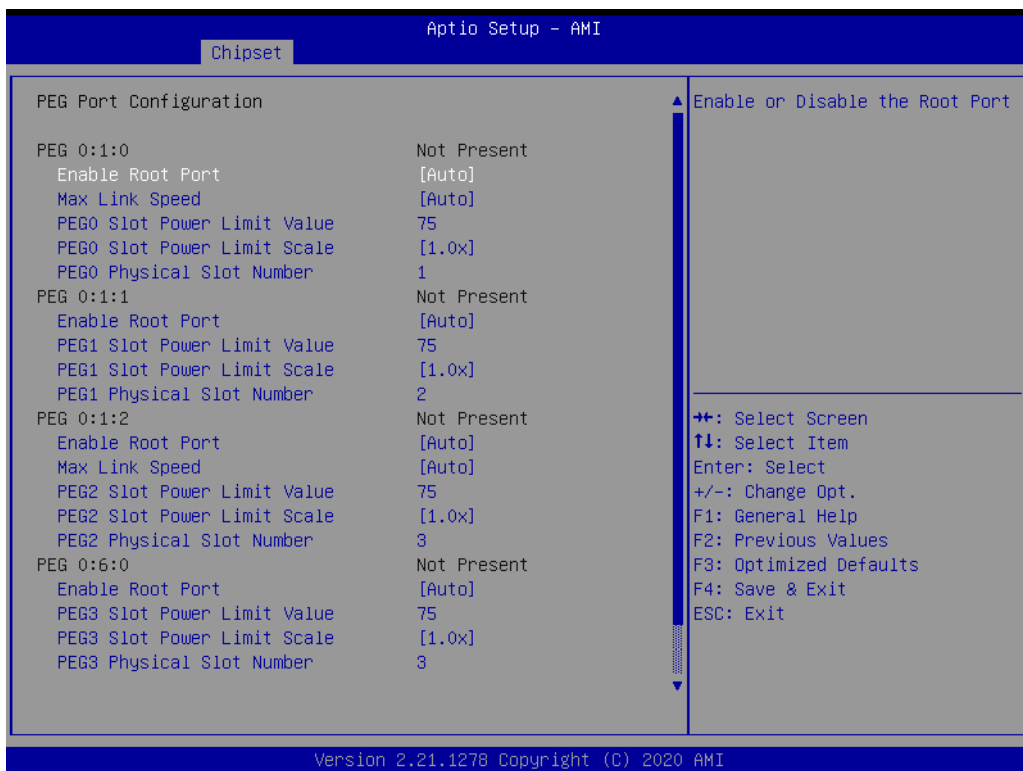 Aptio Setup – AMI
Chipset
PEG Port Configuration
PEG 0:1:0 Not Present
Enable Root Port [Auto]
Max Link Speed [Auto]
PEG0 Slot Power Limit Value 75
PEG0 Slot Power Limit Scale [1.0x]
PEG0 Physical Slot Number 1
PEG 0:1:1 Not Present
Enable Root Port [Auto]
PEG1 Slot Power Limit Value 75
PEG1 Slot Power Limit Scale [1.0x]
PEG1 Physical Slot Number 2
PEG 0:1:2 Not Present
Enable Root Port [Auto]
Max Link Speed [Auto]
PEG2 Slot Power Limit Value 75
PEG2 Slot Power Limit Scale [1.0x]
PEG2 Physical Slot Number 3
PEG 0:6:0 Not Present
Enable Root Port [Auto]
PEG3 Slot Power Limit Value 75
PEG3 Slot Power Limit Scale [1.0x]
PEG3 Physical Slot Number 3
Enable or Disable the Root Port
→←: Select Screen
↑↓: Select Item
Enter: Select
+/-: Change Opt.
F1: General Help
F2: Previous Values
F3: Optimized Defaults
F4: Save & Exit
ESC: Exit
Version 2.21.1278 Copyright (C) 2020 AMI